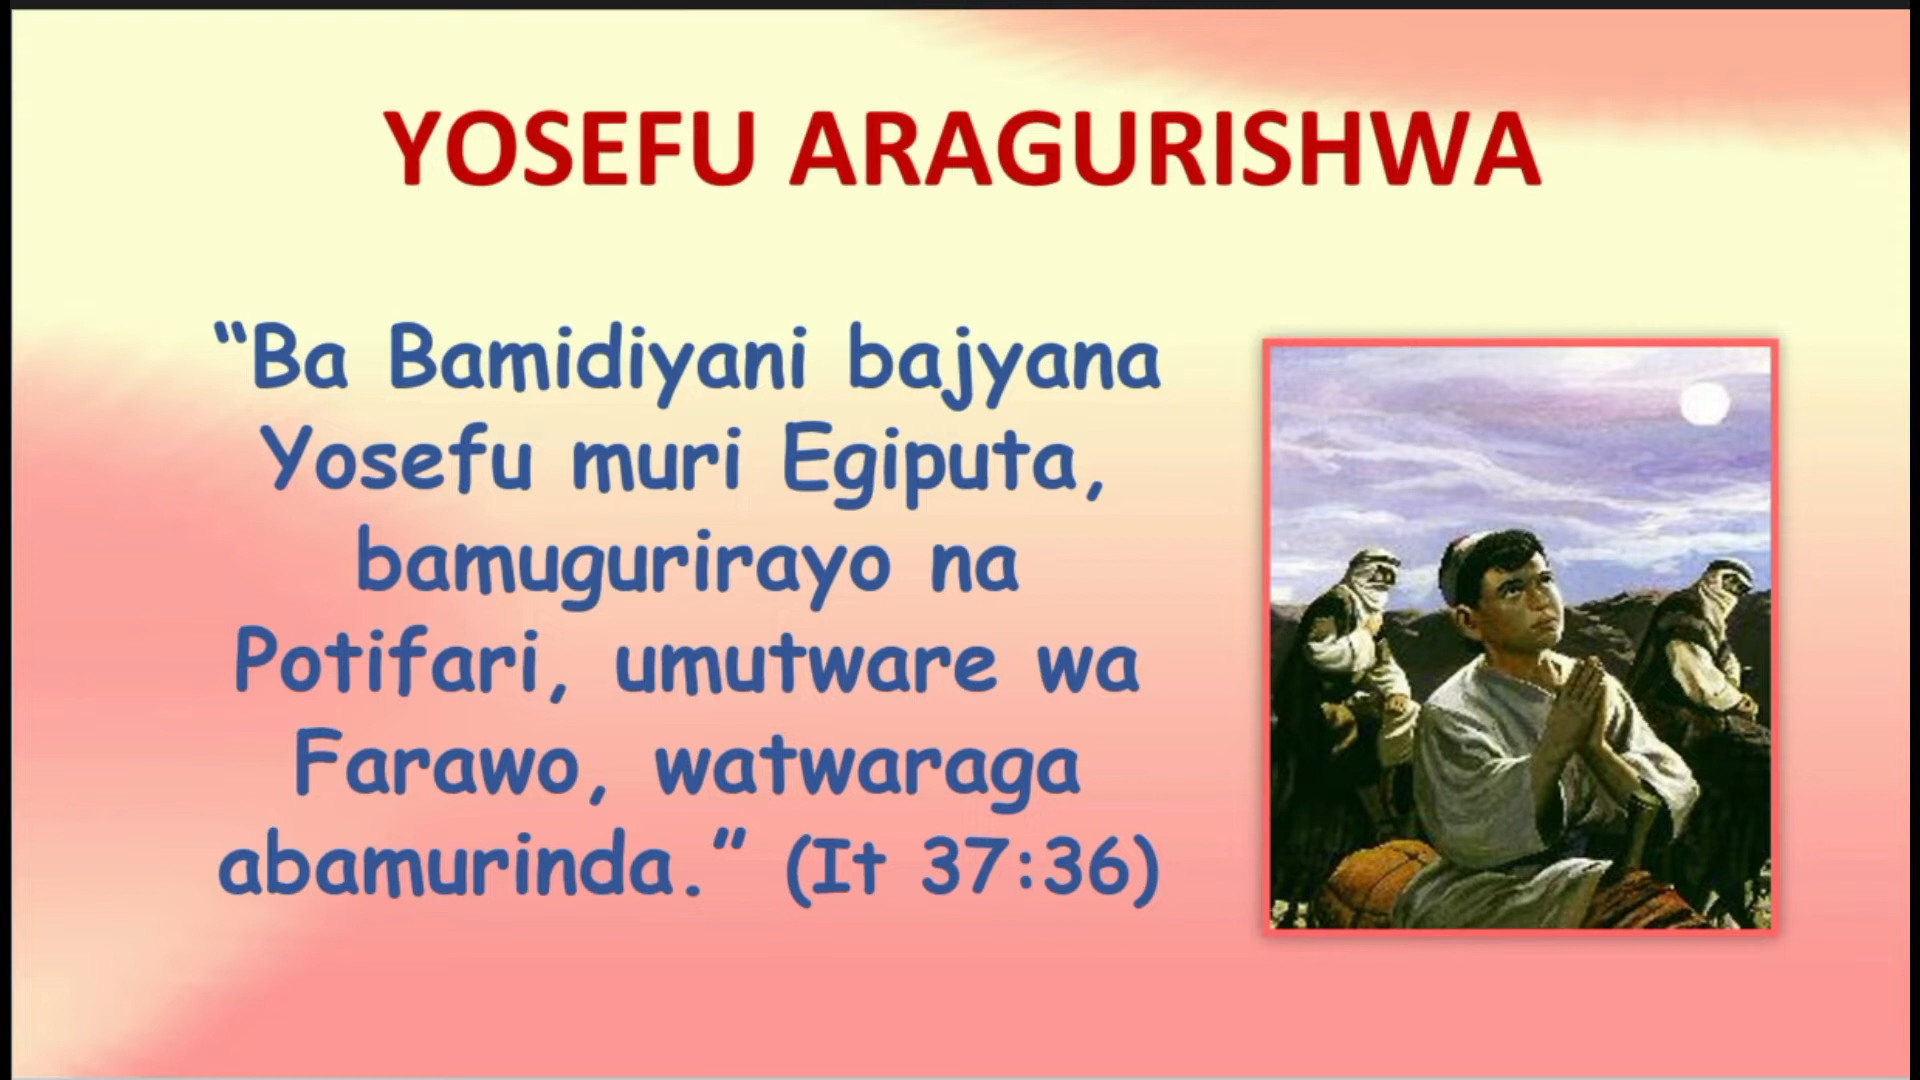 YOSEFU ARAGURISHWA
“Ba Bamidiyani bajyana
Yosefu muri Egiputa,
bamugurirayo na
Potifari, umutware wa
Farawo, watwaraga
abamurinda.” (It 37:36)